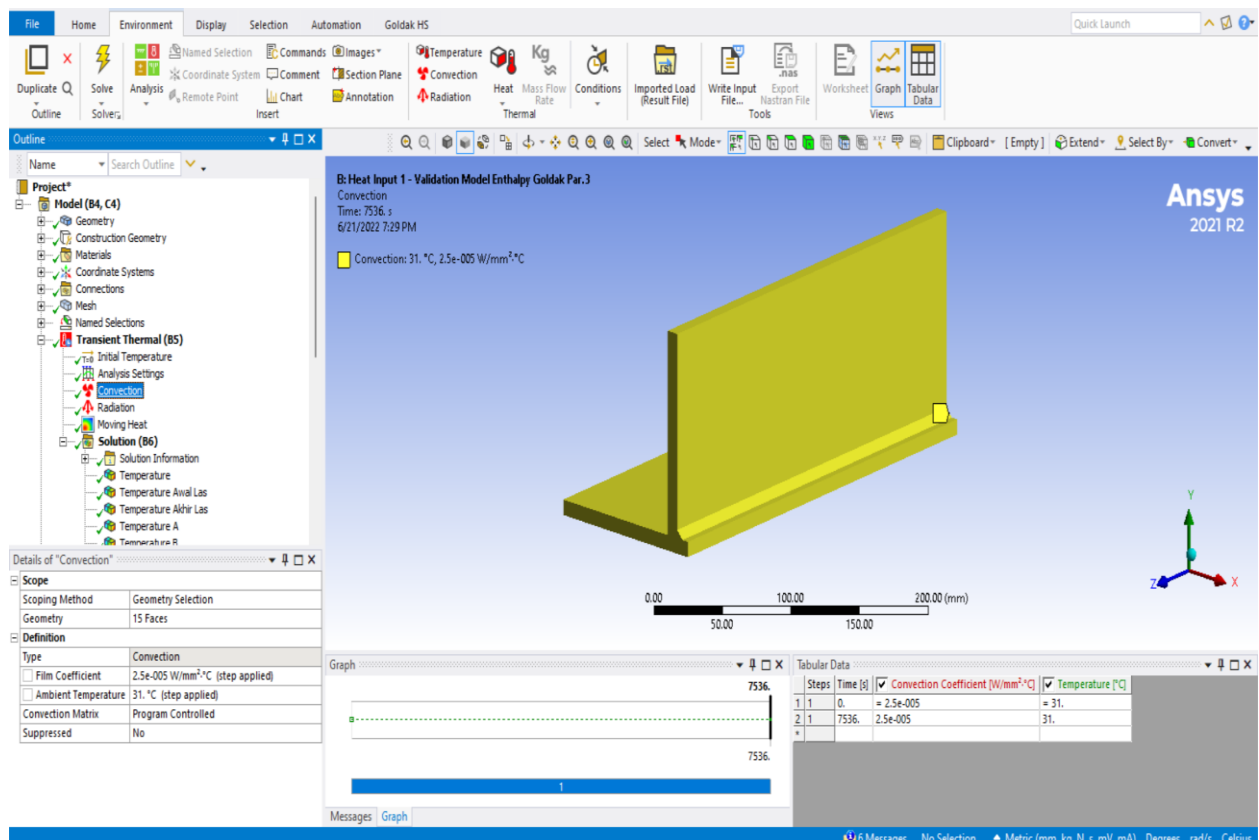 File Home Environment Display Selection Automation Goldak HS Quick Launch
Duplicate Q
Outline
Solve
Solver
Analysis
Named Selection
Coordinate System
Remote Point
Commands
Comment
Chart
Images
Section Plane
Annotation
Insert
Temperature
Convection
Radiation
Heat
Mass Flow Rate
Thermal
Conditions
Imported Load
(Result File)
Write Input
File...
Export
Nastran File
.nas
Tools
Worksheet
Graph
Tabular
Data
Views
Outline
Name Search Outline
Select Mode Clipboard [Empty] Extend Select By Convert
Project*
Model (B4, C4)
Geometry
Construction Geometry
Materials
Coordinate Systems
Connections
Mesh
Named Selections
Transient Thermal (B5)
Initial Temperature
Analysis Settings
Convection
Radiation
Moving Heat
Solution (B6)
Solution Information
Temperature
Temperature Awal Las
Temperature Akhir Las
Temperature A
Temperature B
B: Heat Input 1 - Validation Model Enthalpy Goldak Par.3
Convection
Time: 7536. s
6/21/2022 7:29 PM
Convection: 31. °C, 2.5e-005 W/mm²·°C
Ansys
2021 R2
Y
Z X
0.00 100.00 200.00 (mm)
50.00 150.00
Details of "Convection"
Scope
Scoping Method Geometry Selection
Geometry 15 Faces
Definition
Type Convection
Film Coefficient 2.5e-005 W/mm²·°C (step applied)
Ambient Temperature 31. °C (step applied)
Convection Matrix Program Controlled
Suppressed No
Graph
7536.
7536.
1
Messages Graph
Tabular Data
Steps Time [s] Convection Coefficient [W/mm²·°C] Temperature [°C]
1 1 0. = 2.5e-005 = 31.
2 1 7536. 2.5e-005 31.
*
6 Messages No Selection Metric (mm, kg, N, s, mV, mA) Degrees rad/s Celsius